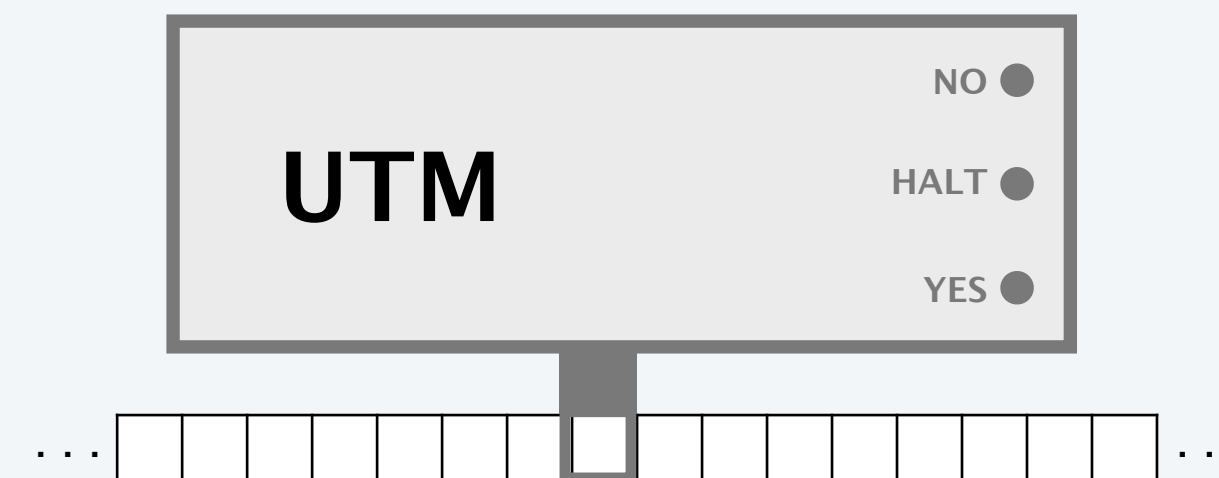 NO
UTM
HALT
YES
. . .
. .